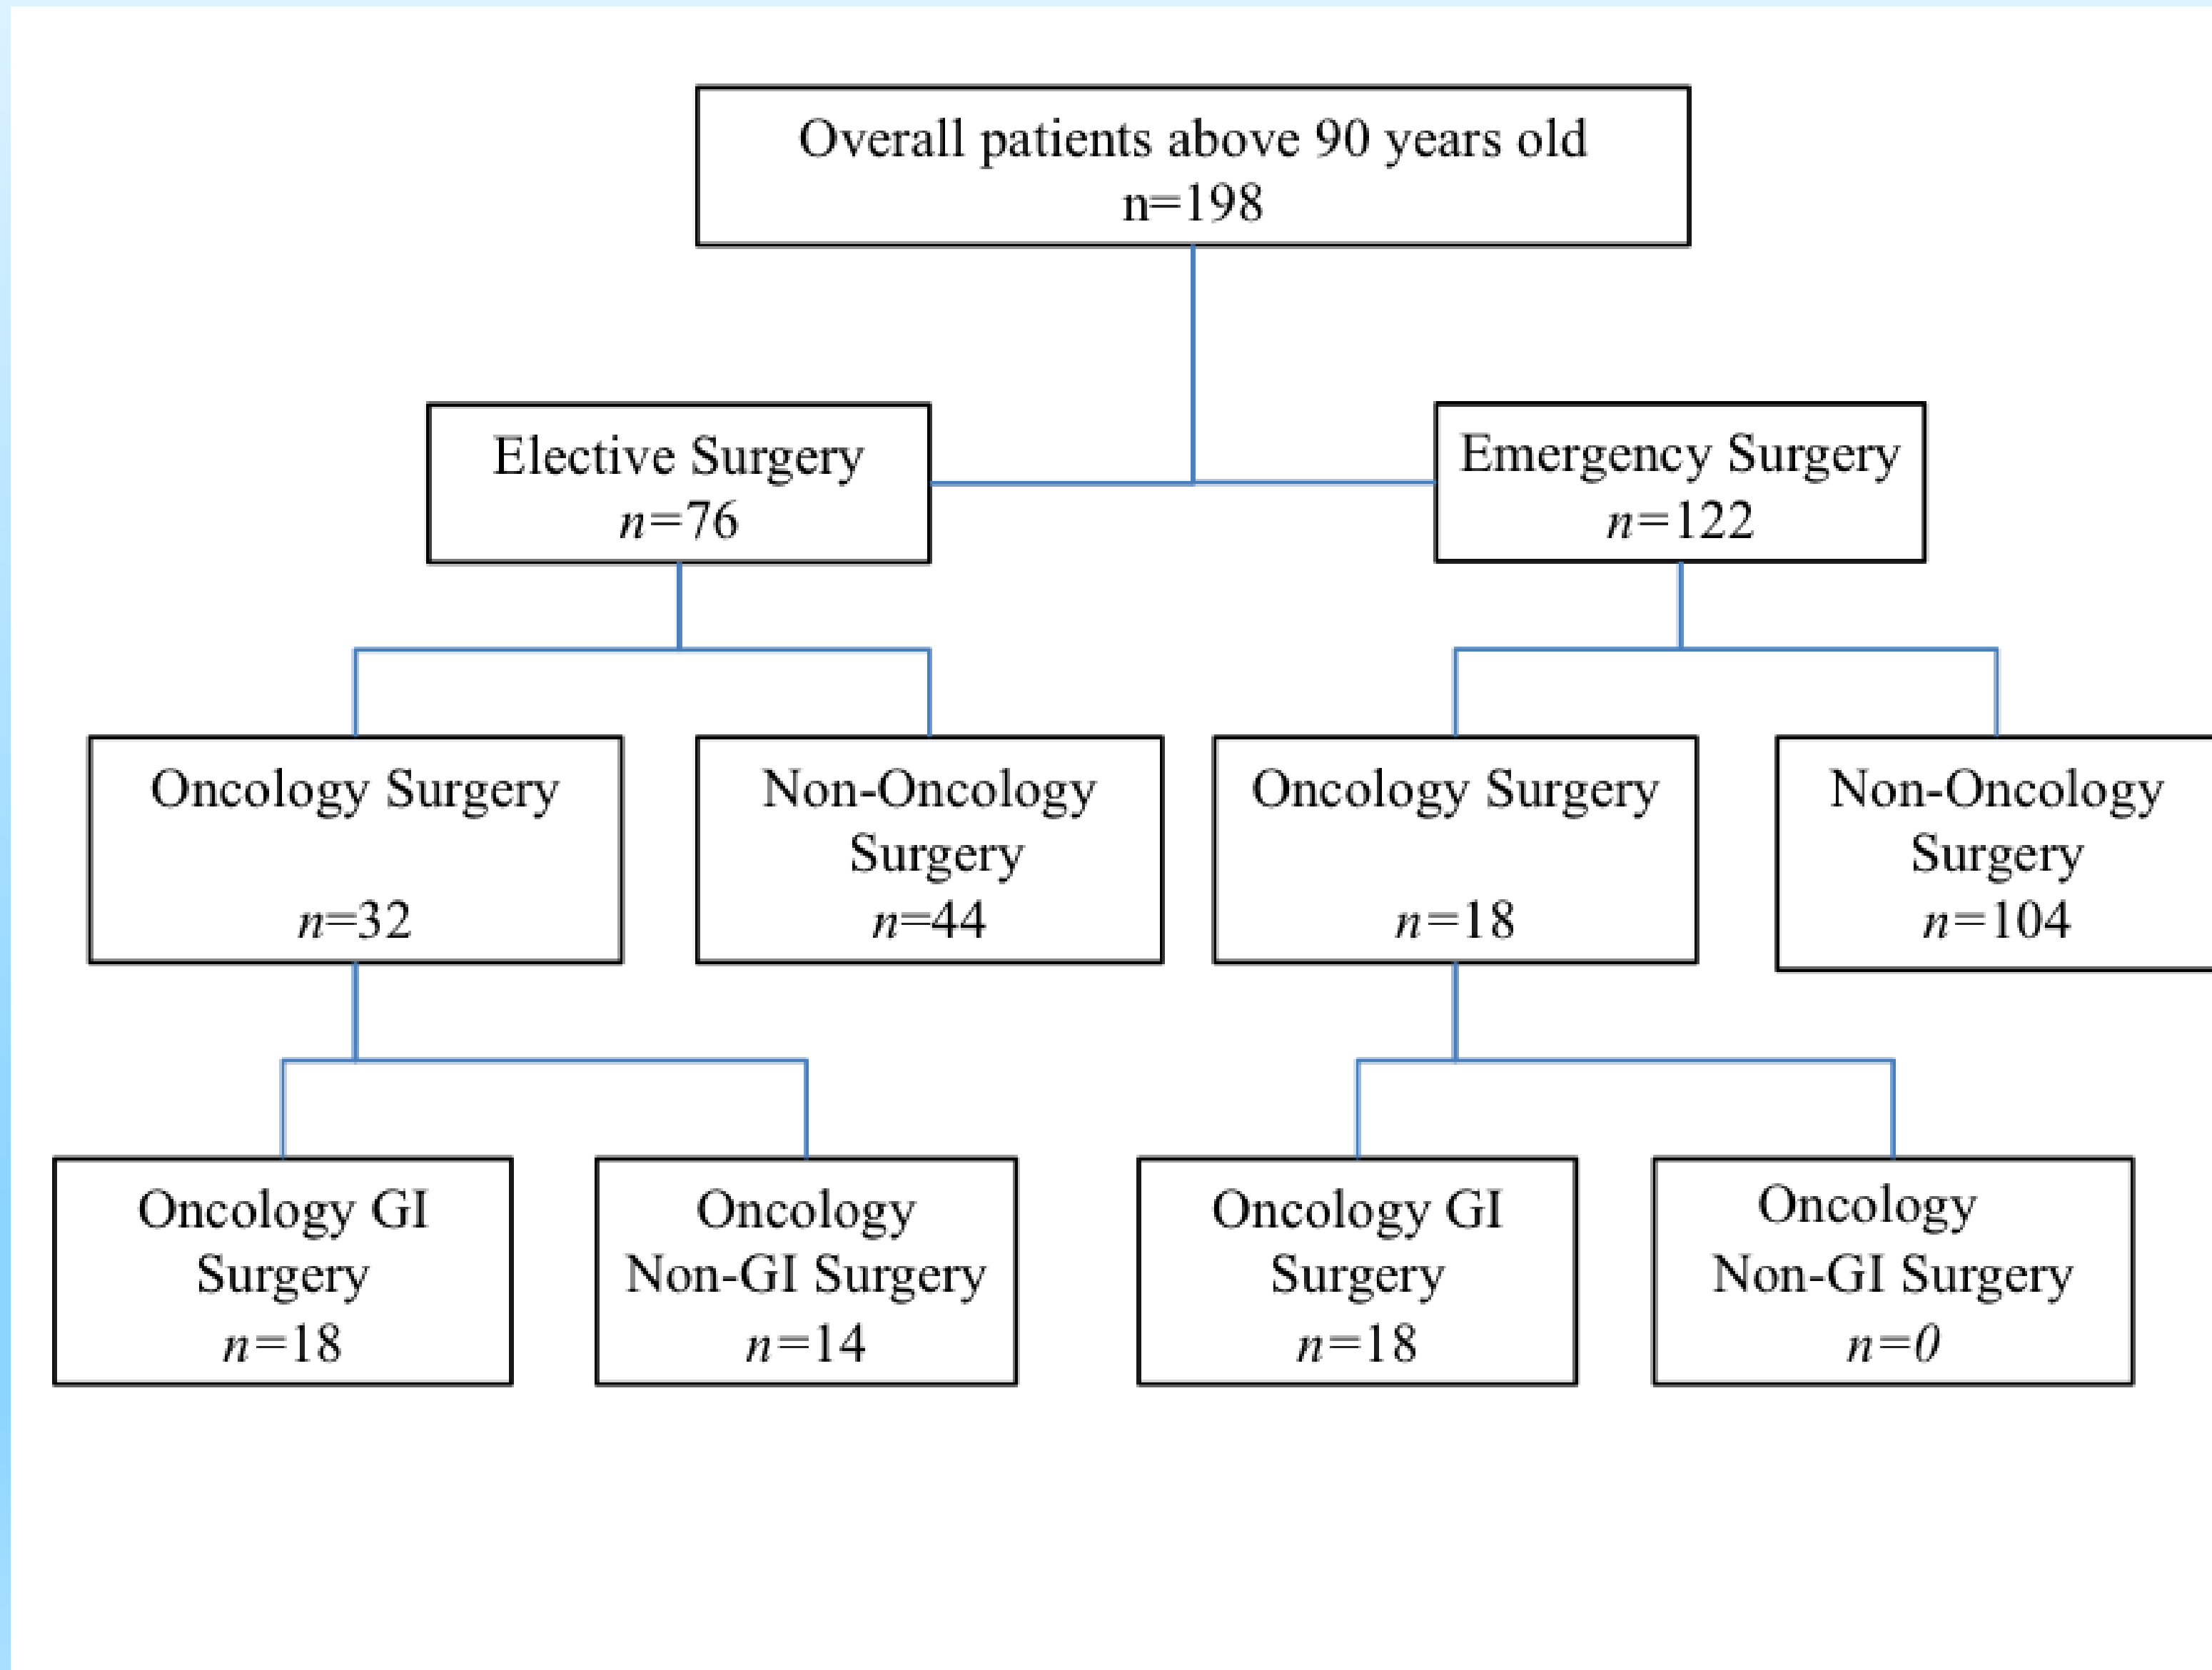 Overall patients above 90 years old
n=198
Elective Surgery
n=76
Emergency Surgery
n=122
Oncology Surgery
n=32
Non-Oncology
Surgery
n=44
Oncology Surgery
n=18
Non-Oncology
Surgery
n=104
Oncology GI
Surgery
n=18
Oncology
Non-GI Surgery
n=14
Oncology GI
Surgery
n=18
Oncology
Non-GI Surgery
n=0